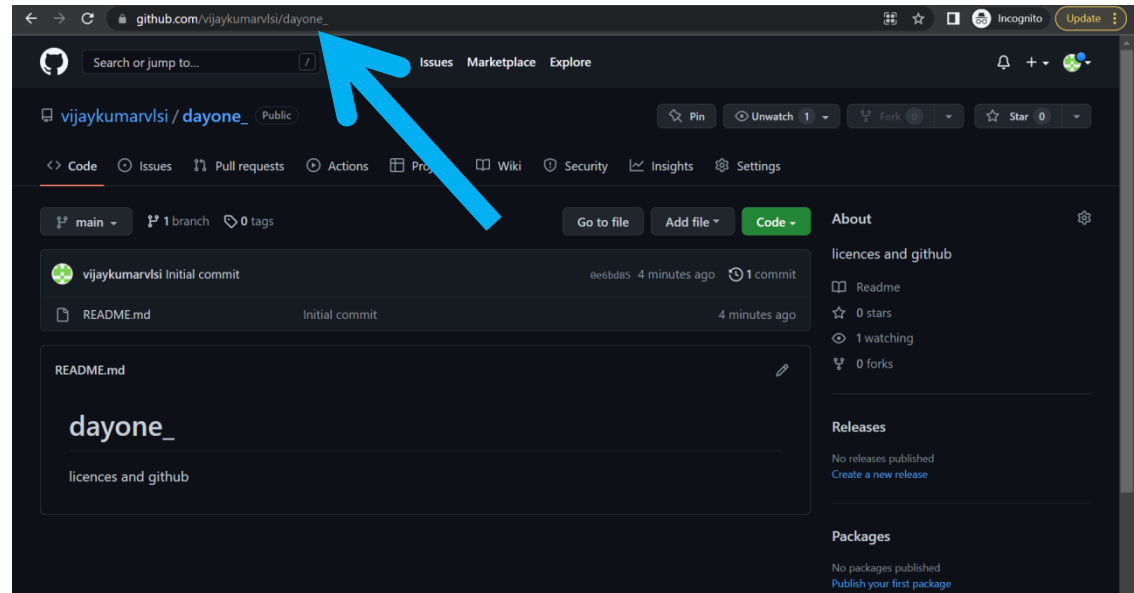 github.com/vijaykumarvlsi/dayone_ Incognito Update
Search or jump to... / Issues Marketplace Explore
vijaykumarvlsi / dayone_ Public Pin Unwatch 1 Fork 0 Star 0
Code Issues Pull requests Actions Wiki Security Insights Settings
main 1 branch 0 tags Go to file Add file Code
vijaykumarvlsi Initial commit 0e6bd85 4 minutes ago 1 commit
README.md Initial commit 4 minutes ago
README.md
dayone_
licences and github
About
licences and github
Readme
0 stars
1 watching
0 forks
Releases
No releases published
Create a new release
Packages
No packages published
Publish your first package